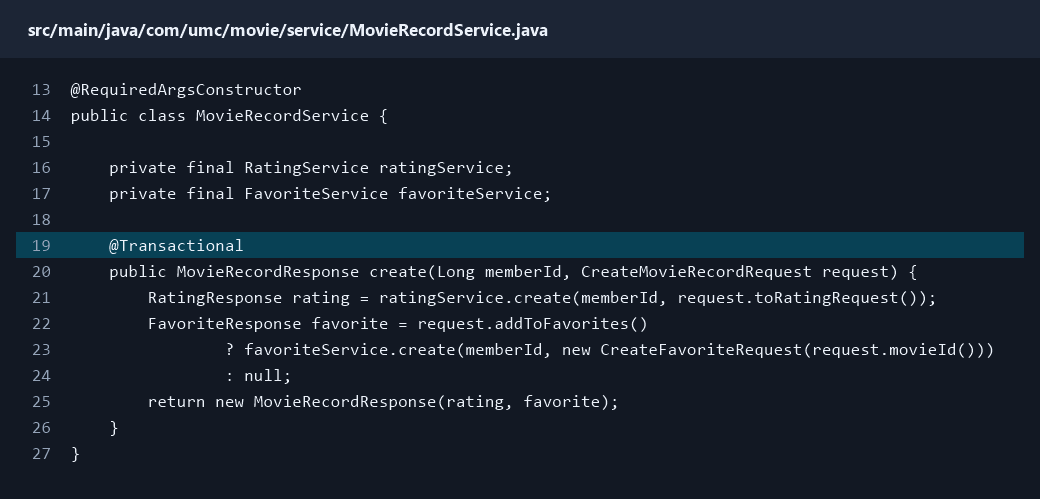 src/main/java/com/umc/movie/service/MovieRecordService.java
13 @RequiredArgsConstructor
14 public class MovieRecordService {
15
16     private final RatingService ratingService;
17     private final FavoriteService favoriteService;
18
19     @Transactional
20     public MovieRecordResponse create(Long memberId, CreateMovieRecordRequest request) {
21         RatingResponse rating = ratingService.create(memberId, request.toRatingRequest());
22         FavoriteResponse favorite = request.addToFavorites()
23                 ? favoriteService.create(memberId, new CreateFavoriteRequest(request.movieId()))
24                 : null;
25         return new MovieRecordResponse(rating, favorite);
26     }
27 }